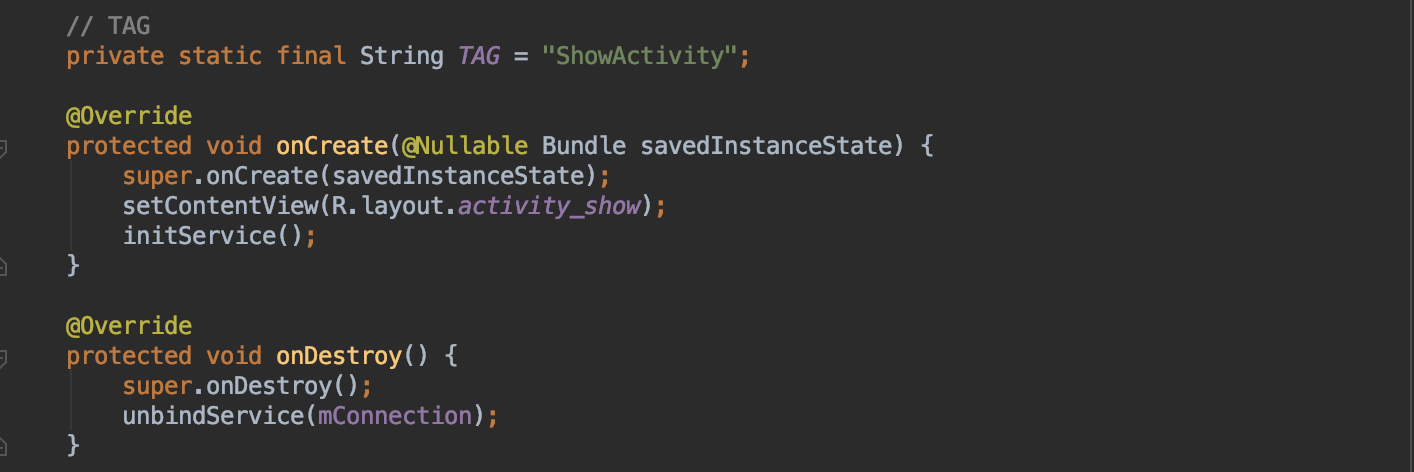 // TAG
private static final String TAG = "ShowActivity";
@Override
protected void onCreate(@Nullable Bundle savedInstanceState) {
super.onCreate(savedInstanceState);
setContentView(R.layout.activity_show);
initService();
}
@Override
protected void onDestroy() {
super.onDestroy();
unbindService(mConnection);
}